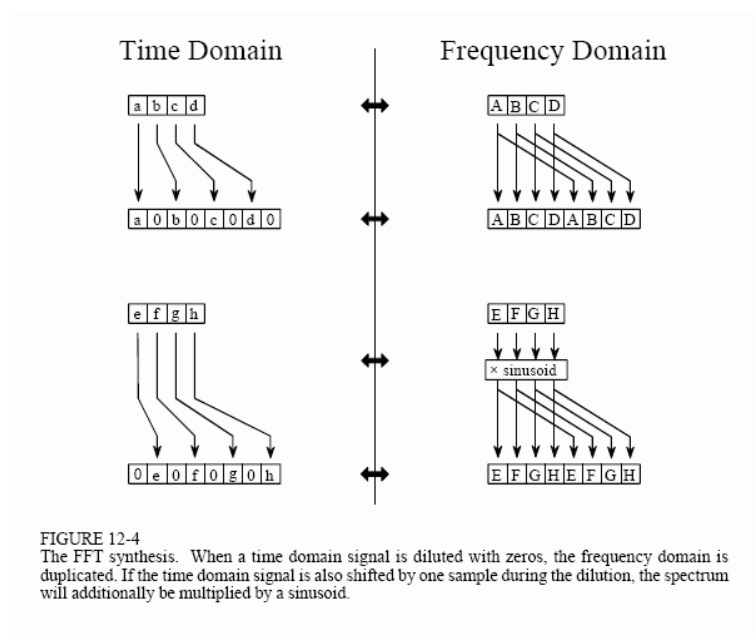 Time Domain
Frequency Domain
a b c d
A B C D
a 0 b 0 c 0 d 0
A B C D A B C D
e f g h
E F G H
× sinusoid
0 e 0 f 0 g 0 h
E F G H E F G H
FIGURE 12-4
The FFT synthesis. When a time domain signal is diluted with zeros, the frequency domain is
duplicated. If the time domain signal is also shifted by one sample during the dilution, the spectrum
will additionally be multiplied by a sinusoid.